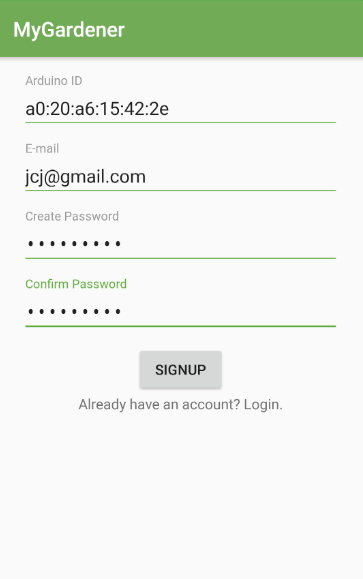 MyGardener
Arduino ID
a0:20:a6:15:42:2e
E-mail
jcj@gmail.com
Create Password
•••••••••
Confirm Password
•••••••••
SIGNUP
Already have an account? Login.